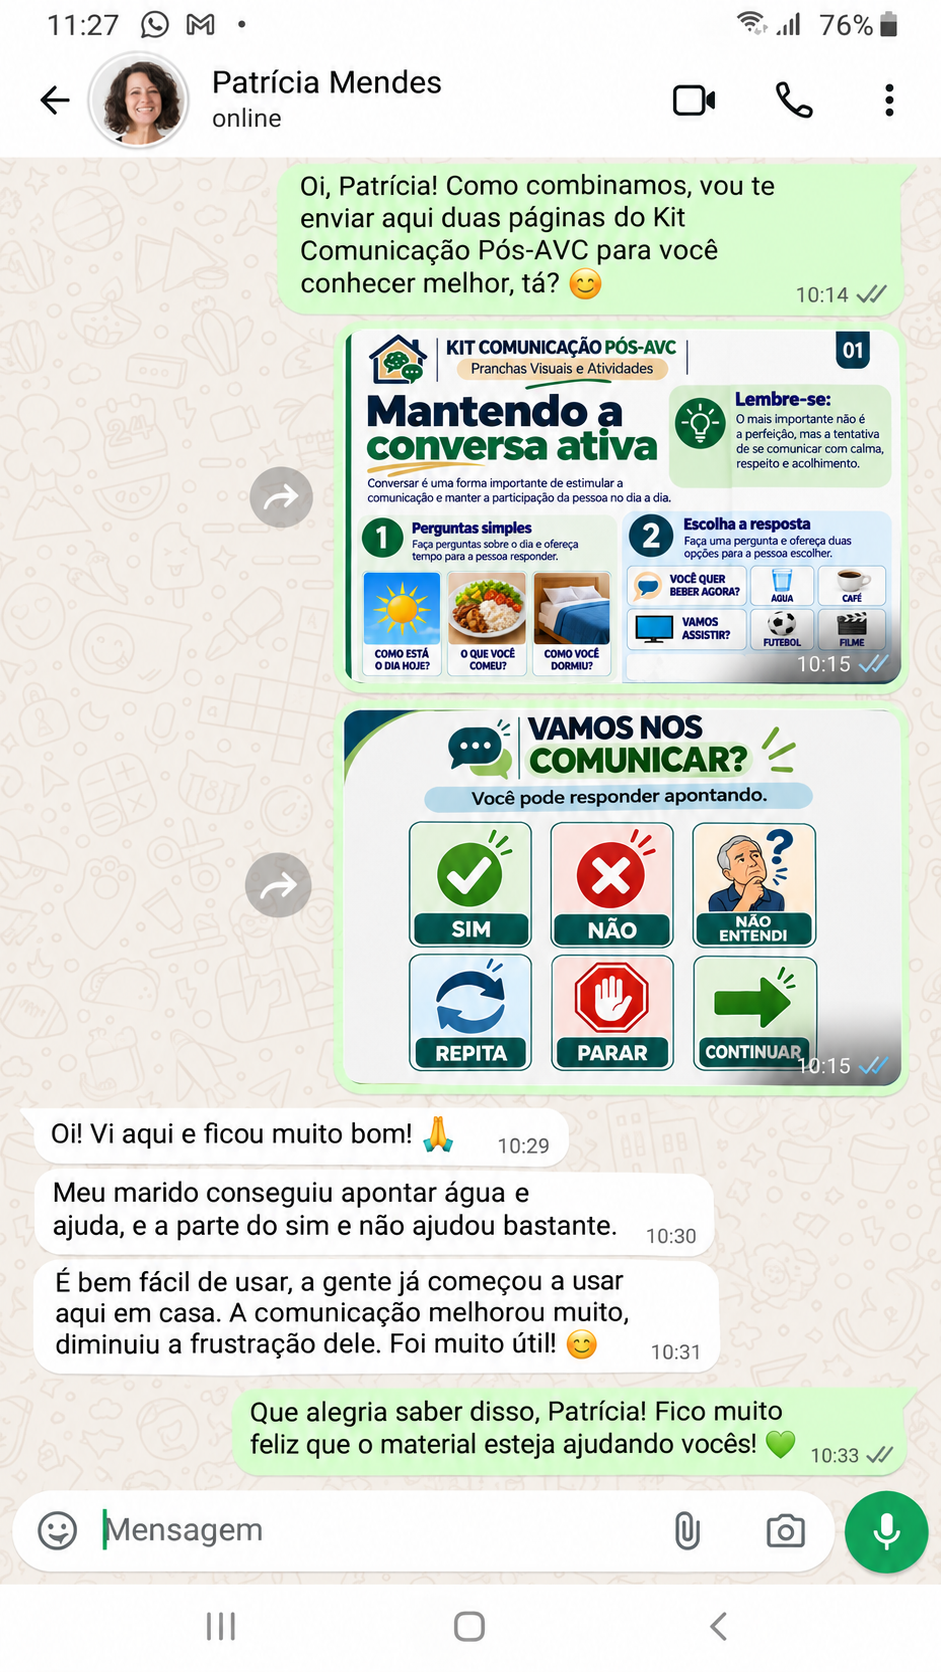 11:27
76%
Patrícia Mendes
online
Oi, Patrícia! Como combinamos, vou te
enviar aqui duas páginas do Kit
Comunicação Pós-AVC para você
conhecer melhor, tá? 😊
10:14
KIT COMUNICAÇÃO PÓS-AVC
Pranchas Visuais e Atividades
01
Mantendo a
conversa ativa
Conversar é uma forma importante de estimular a
comunicação e manter a participação da pessoa no dia a dia.
Lembre-se:
O mais importante não é
a perfeição, mas a tentativa
de se comunicar com calma,
respeito e acolhimento.
1
Perguntas simples
Faça perguntas sobre o dia e ofereça
tempo para a pessoa responder.
COMO ESTÁ
O DIA HOJE?
O QUE VOCÊ
COMEU?
COMO VOCÊ
DORMIU?
2
Escolha a resposta
Faça uma pergunta e ofereça duas
opções para a pessoa escolher.
VOCÊ QUER
BEBER AGORA?
ÁGUA
CAFÉ
VAMOS
ASSISTIR?
FUTEBOL
FILME
10:15
VAMOS NOS
COMUNICAR?
Você pode responder apontando.
SIM
NÃO
NÃO
ENTENDI
REPITA
PARAR
CONTINUAR
10:15
Oi! Vi aqui e ficou muito bom! 🙏
10:29
Meu marido conseguiu apontar água e
ajuda, e a parte do sim e não ajudou bastante.
10:30
É bem fácil de usar, a gente já começou a usar
aqui em casa. A comunicação melhorou muito,
diminuiu a frustração dele. Foi muito útil! 😊
10:31
Que alegria saber disso, Patrícia! Fico muito
feliz que o material esteja ajudando vocês! 💚
10:33
Mensagem